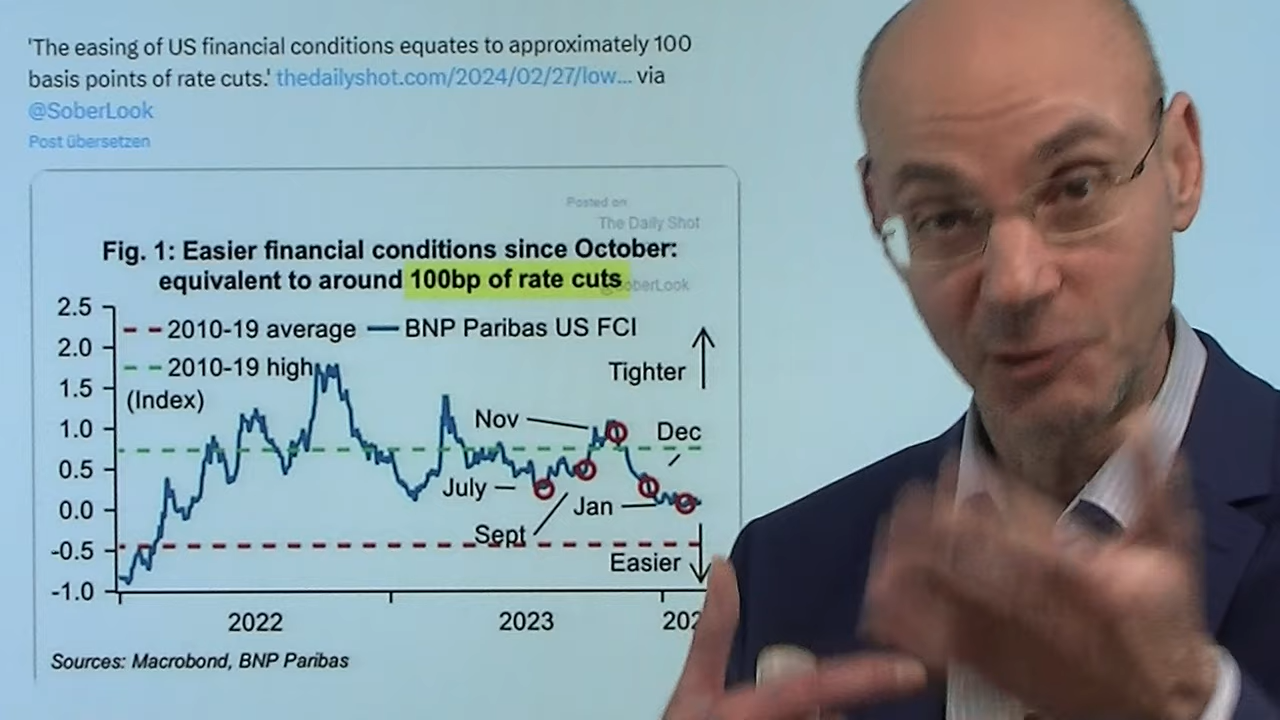 'The easing of US financial conditions equates to approximately 100
basis points of rate cuts.' thedailyshot.com/2024/02/27/low... via
@SoberLook
Post übersetzen
Posted on
The Daily Shot
Fig. 1: Easier financial conditions since October:
equivalent to around 100bp of rate cuts
@SoberLook
2.5
2010-19 average
BNP Paribas US FCI
2.0
2010-19 high
Tighter
1.5
(Index)
1.0
Nov
Dec
0.5
July
0.0
Jan
Sept
-0.5
Easier
-1.0
2022
2023
202
Sources: Macrobond, BNP Paribas